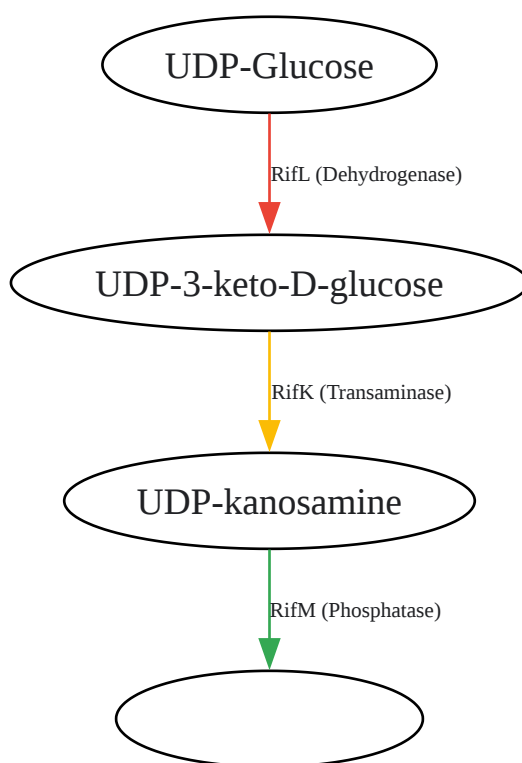 UDP-Glucose
RifL (Dehydrogenase)
UDP-3-keto-D-glucose
RifK (Transaminase)
UDP-kanosamine
RifM (Phosphatase)